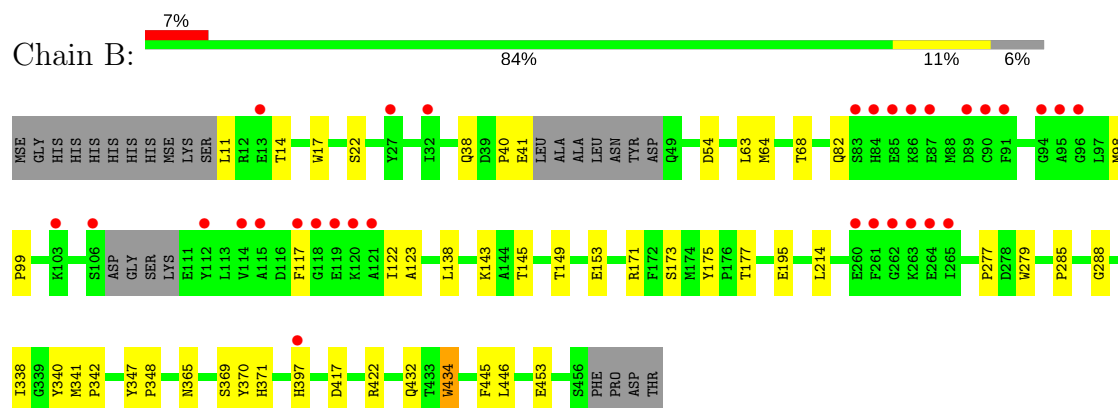 7%
Chain B:
84% 11% 6%
MSE GLY HIS HIS HIS HIS HIS HIS MSE LYS SER L11 R12 E13 T14 W17 S22 Y27 I32 Q38 D39 P40 E41 LEU ALA ALA LEU ASN TYR ASP Q49 D54 L63 M64 T68 Q82 S83 H84 E85 K86 E87 M88 D89 C90 F91 G94 A95 G96 L97 M98
P99 K103 S106 ASP GLY SER LYS E111 Y112 L113 V114 A115 D116 F117 G118 E119 K120 A121 I122 A123 L138 K143 A144 T145 T149 E153 R171 F172 S173 M174 Y175 P176 T177 E195 L214 E260 F261 G262 K263 E264 I265 P277 D278 W279 P285 G288
I338 G339 Y340 M341 P342 Y347 P348 N365 S369 Y370 H371 H397 D417 R422 Q432 T433 W434 F445 L446 E453 S456 PHE PRO ASP THR